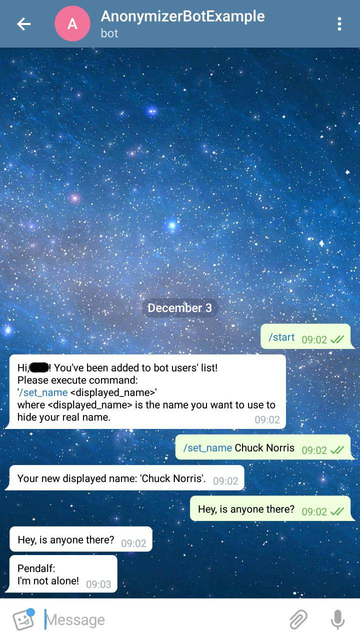 AnonymizerBotExample
bot
December 3
/start 09:02
Hi, ! You've been added to bot users' list!
Please execute command:
'/set_name <displayed_name>'
where <displayed_name> is the name you want to use to
hide your real name.
09:02
/set_name Chuck Norris 09:02
Your new displayed name: 'Chuck Norris'. 09:02
Hey, is anyone there? 09:02
Hey, is anyone there? 09:02
Pendalf:
I'm not alone! 09:03
Message
A